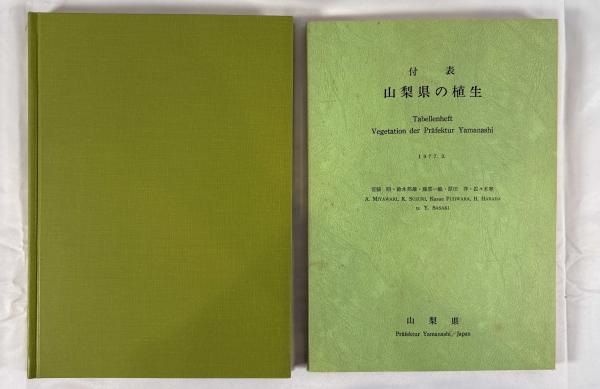 付 表
山梨県の植生
Tabellenheft
Vegetation der Präfektur Yamanashi
1977. 3.
宮脇 昭・鈴木邦雄・藤原一絵・原田 洋・佐々木寧
A. MIYAWAKI, K. SUZUKI, Kazue FUJIWARA, H. HARADA
u. Y. SASAKI
山 梨 県
Präfektur Yamanashi/Japan